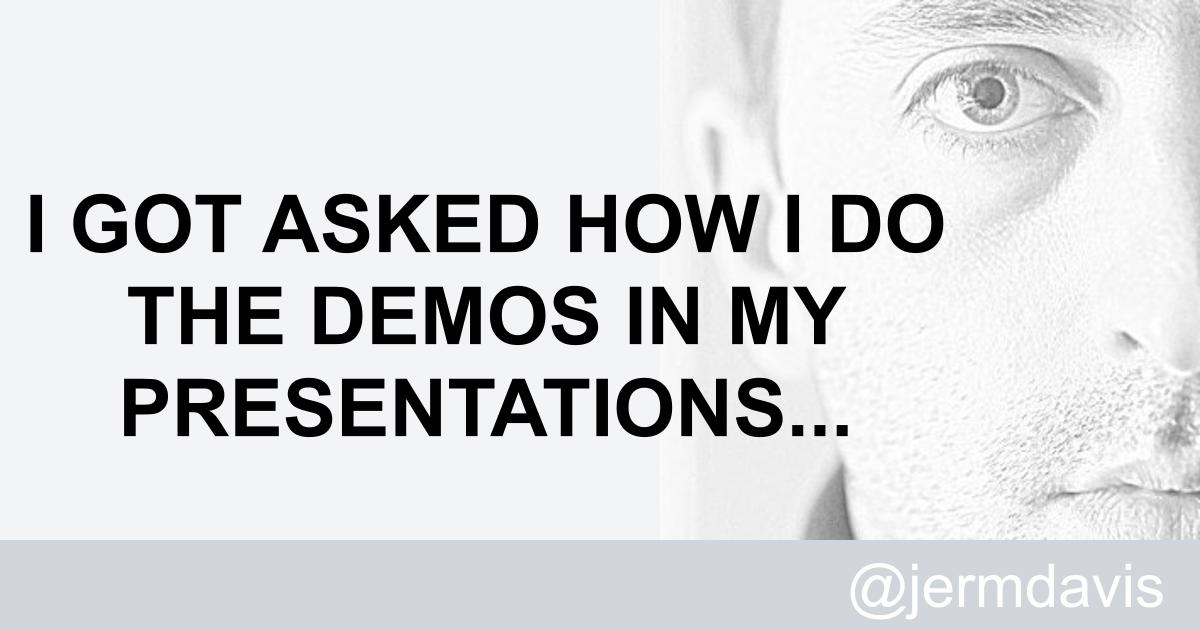 I GOT ASKED HOW I DO
THE DEMOS IN MY
PRESENTATIONS...
@jermdavis